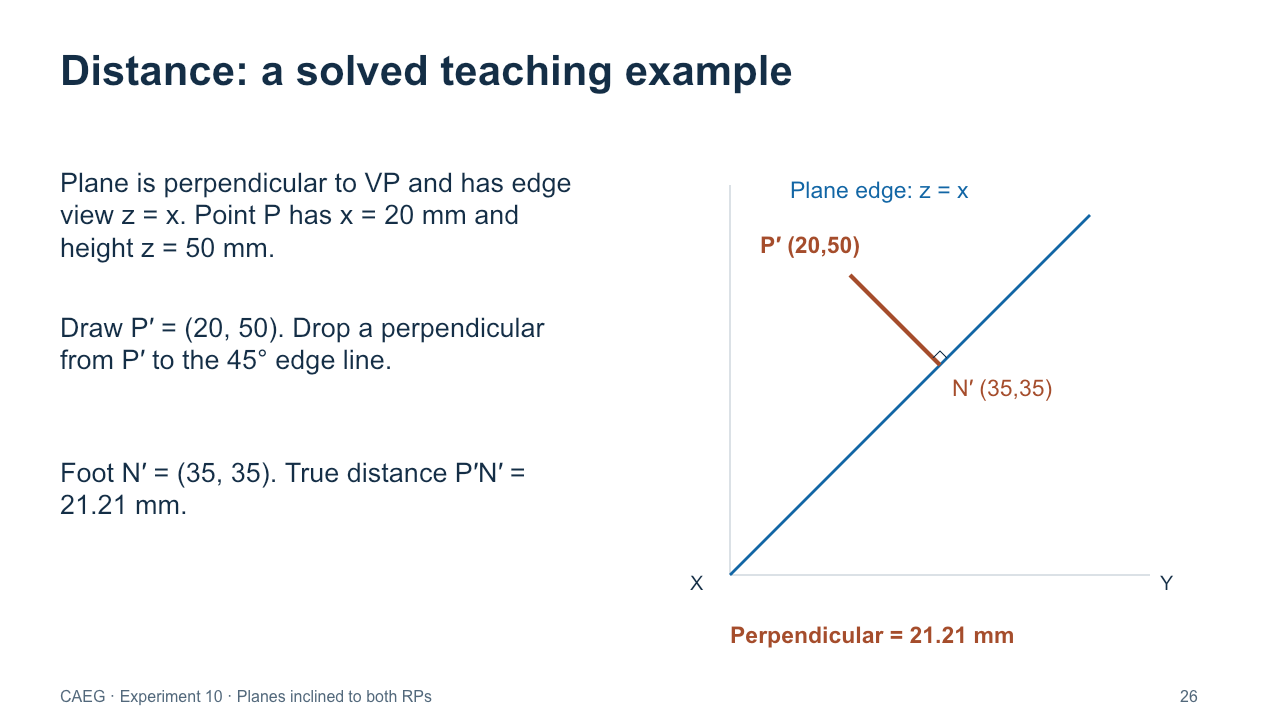 Distance: a solved teaching example
Plane is perpendicular to VP and has edge
view z = x. Point P has x = 20 mm and
height z = 50 mm.
Draw P′ = (20, 50). Drop a perpendicular
from P′ to the 45° edge line.
Foot N′ = (35, 35). True distance P′N′ =
21.21 mm.
Plane edge: z = x
P′ (20,50)
N′ (35,35)
X
Y
Perpendicular = 21.21 mm
CAEG · Experiment 10 · Planes inclined to both RPs
26